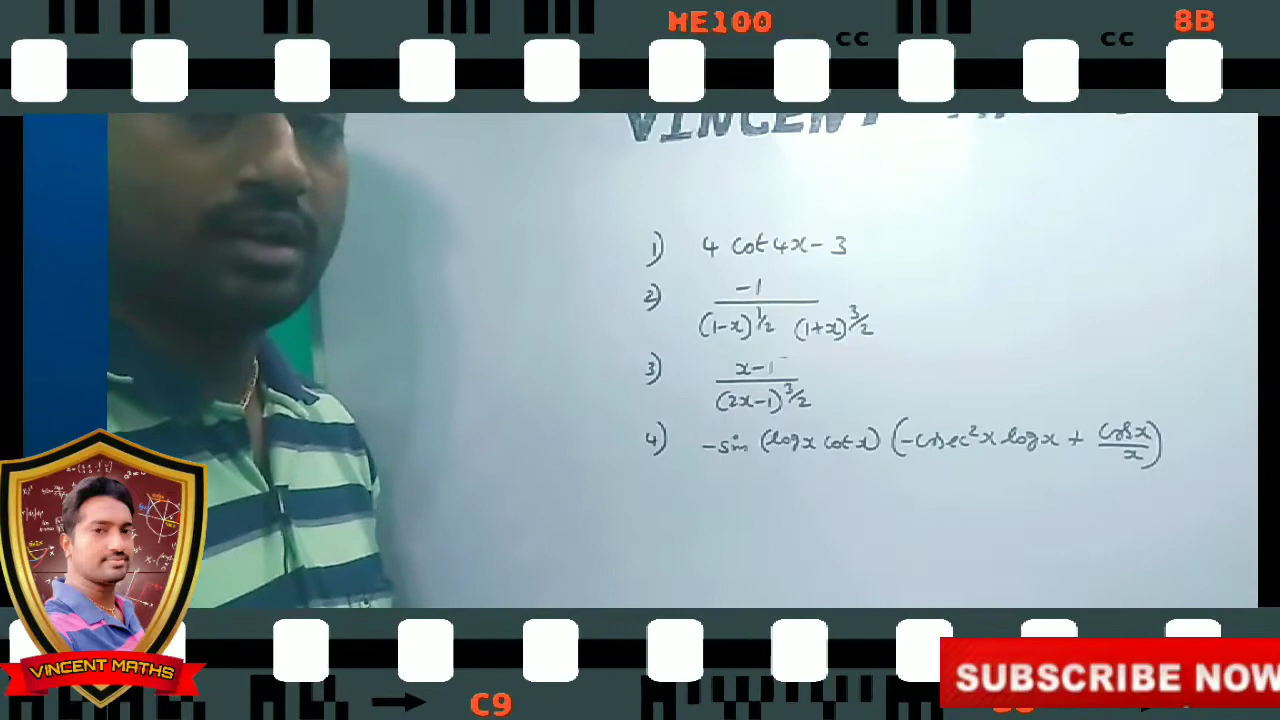 ME100
8B
cc
cc
VINCENT
1) 4 cot 4x - 3
2) -1 / (1-x)^1/2 (1+x)^3/2
3) x-1 / (2x-1)^3/2
4) -sin (log x cot x) (-cosec²x log x + cot x / x)
VINCENT MATHS
SUBSCRIBE NOW
C9